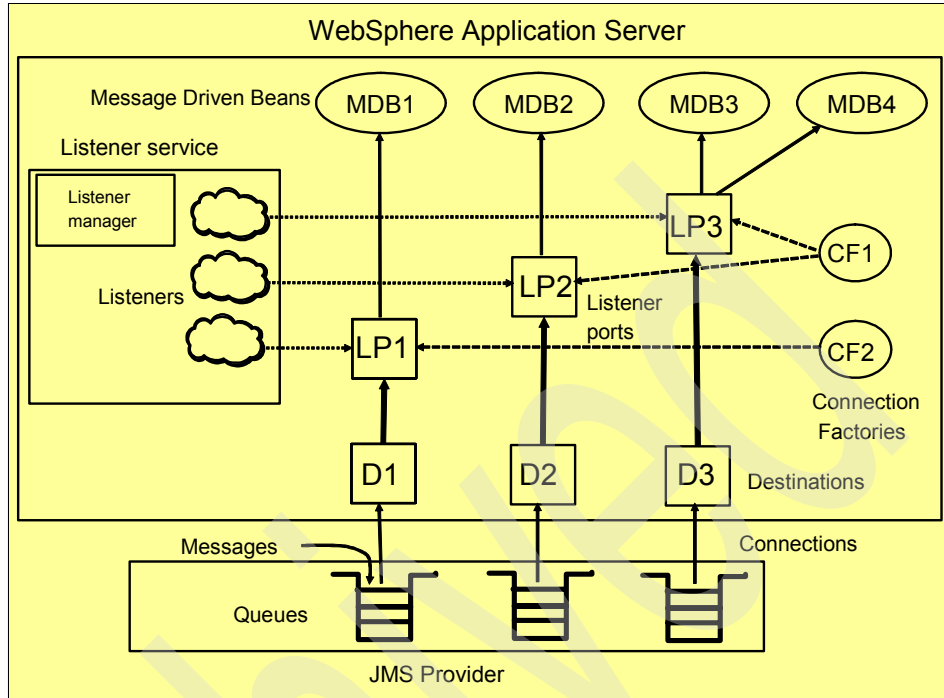 WebSphere Application Server
Message Driven Beans
MDB1
MDB2
MDB3
MDB4
Listener service
Listener
manager
LP3
CF1
Listeners
LP2
Listener
ports
LP1
CF2
Connection
Factories
D1
D2
D3
Destinations
Messages
Connections
Queues
JMS Provider